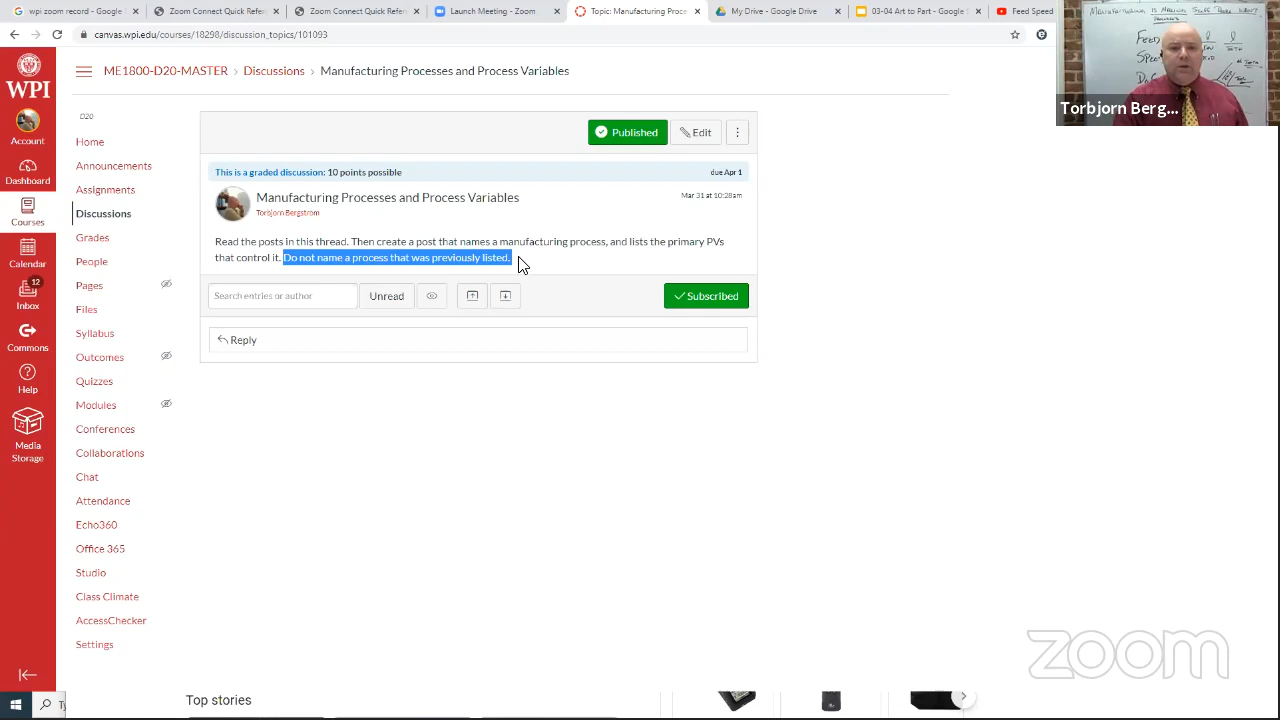 wpi zoom record - G
Zoom Connect Quick Refe
Zoom Connect Quick Refe
Launch Meeting - Zoom
Topic: Manufacturing Proce
My Drive - Google Drive
03-04 Art to Part - Google
Feed Speed
canvas.wpi.edu/courses/18298/discussion_topics/101093
WPI
Account
Dashboard
Courses
Calendar
12
Inbox
Commons
Help
Media
Storage
ME1800-D20-MASTER > Discussions > Manufacturing Processes and Process Variables
D20
Home
Announcements
Assignments
Discussions
Grades
People
Pages
Files
Syllabus
Outcomes
Quizzes
Modules
Conferences
Collaborations
Chat
Attendance
Echo360
Office 365
Studio
Class Climate
AccessChecker
Settings
Published
Edit
This is a graded discussion: 10 points possible
due Apr 1
Manufacturing Processes and Process Variables
Mar 31 at 10:28am
Torbjorn Bergstrom
Read the posts in this thread. Then create a post that names a manufacturing process, and lists the primary PVs
that control it. Do not name a process that was previously listed.
Search entries or author
Unread
Subscribed
Reply
Torbjorn Berg...
zoom
Top stories